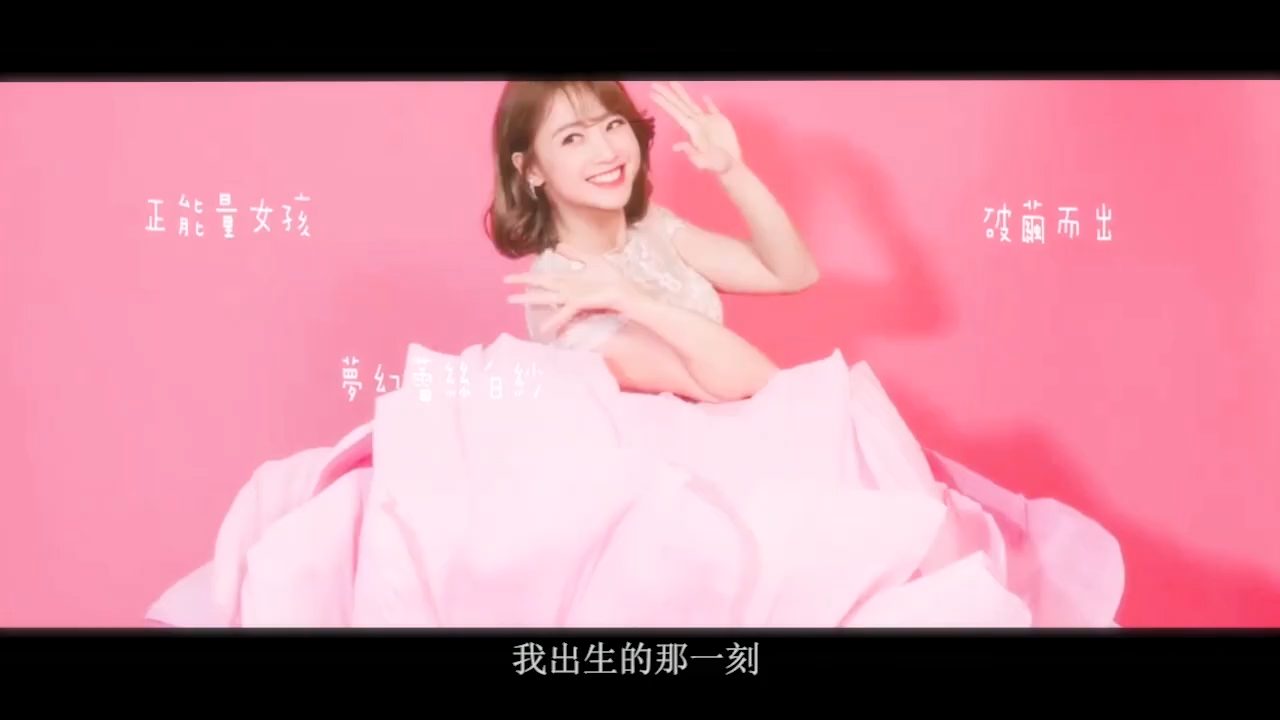 正能量女孩
破繭而出
夢幻蕾絲白紗
我出生的那一刻